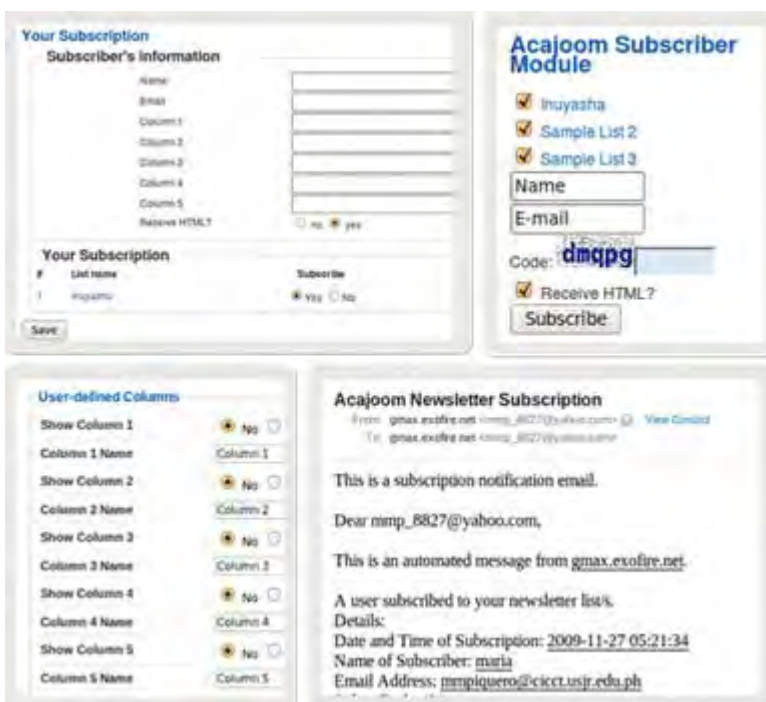 Your Subscription
Subscriber's Information
Name
Email
Column 1
Column 2
Column 3
Column 4
Column 5
Receive HTML?
no yes
Your Subscription
# List name Subscribe
1 Inuyasha Yes No
Save
Acajoom Subscriber
Module
Inuyasha
Sample List 2
Sample List 3
Name
E-mail
Code: dmqpg
Receive HTML?
Subscribe
User-defined Columns
Show Column 1 No
Column 1 Name Column 1
Show Column 2 No
Column 2 Name Column 2
Show Column 3 No
Column 3 Name Column 3
Show Column 4 No
Column 4 Name Column 4
Show Column 5 No
Column 5 Name Column 5
Acajoom Newsletter Subscription
From: gmax.exofire.net <mmp_8827@yahoo.com> View Contact
To: gmax.exofire.net <mmp_8827@yahoo.com>
This is a subscription notification email.
Dear mmp_8827@yahoo.com,
This is an automated message from gmax.exofire.net.
A user subscribed to your newsletter list/s.
Details:
Date and Time of Subscription: 2009-11-27 05:21:34
Name of Subscriber: maria
Email Address: mmpiquero@cicct.usjr.edu.ph